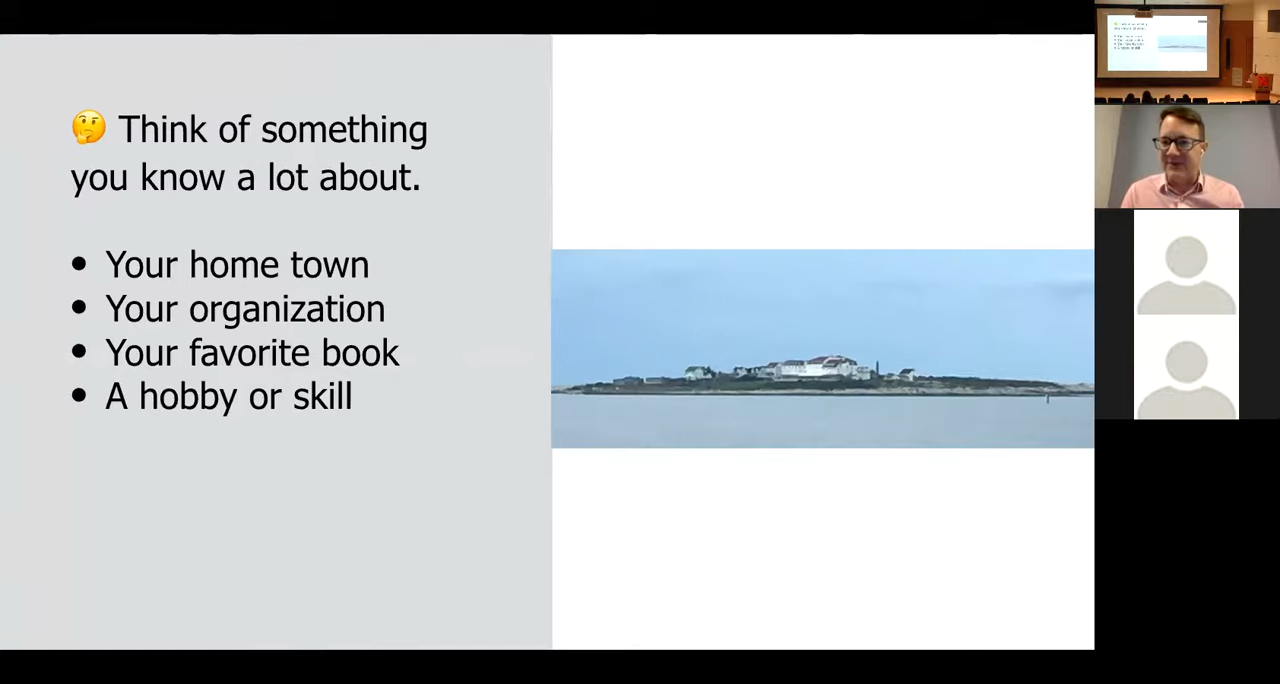 🤔 Think of something
you know a lot about.
• Your home town
• Your organization
• Your favorite book
• A hobby or skill